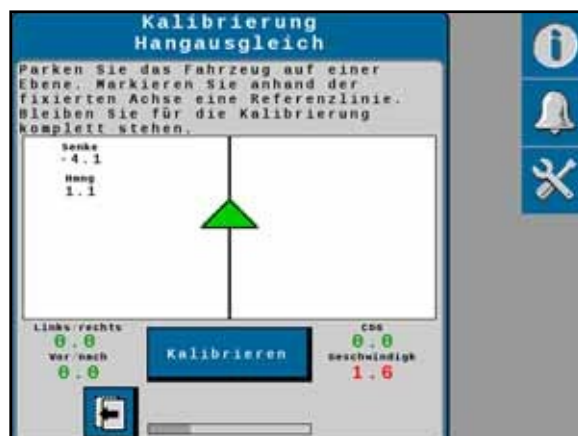 Kalibrierung
Hangausgleich
Parken Sie das Fahrzeug auf einer
Ebene. Markieren Sie anhand der
fixierten Achse eine Referenzlinie.
Bleiben Sie für die Kalibrierung
komplett stehen.
Senke
-4.1
Hang
1.1
Links/rechts
0.0
Vor/nach
0.0
Kalibrieren
COG
0.0
Geschwindigk
1.6